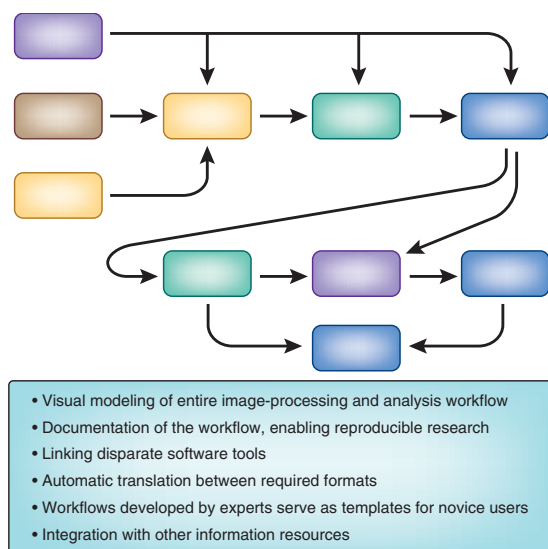 • Visual modeling of entire image-processing and analysis workflow
• Documentation of the workflow, enabling reproducible research
• Linking disparate software tools
• Automatic translation between required formats
• Workflows developed by experts serve as templates for novice users
• Integration with other information resources